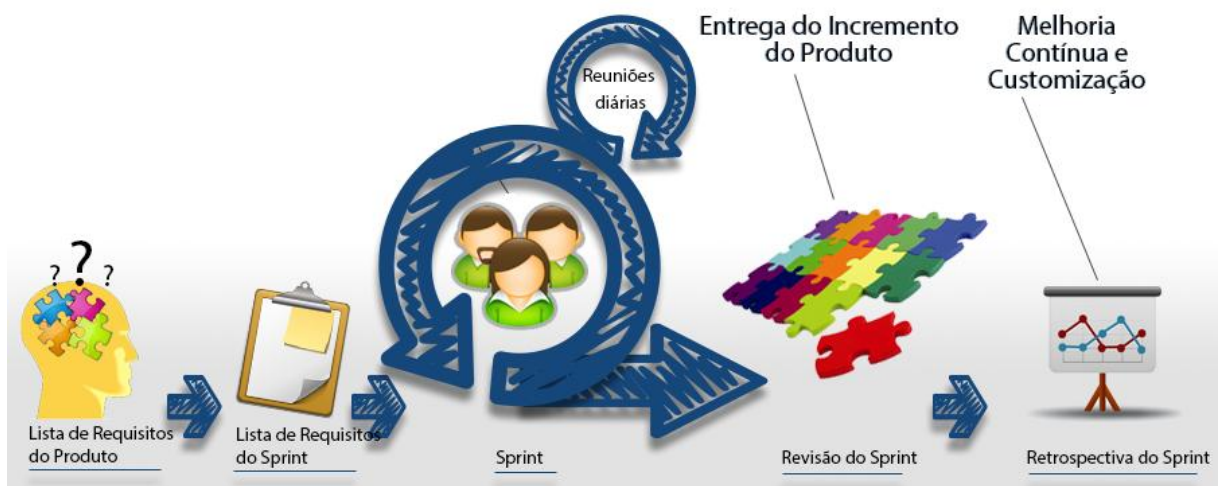 Entrega do Incremento
do Produto
Melhoria
Contínua e
Customização
Reuniões
diárias
?
?
?
Lista de Requisitos
do Produto
Lista de Requisitos
do Sprint
Sprint
Revisão do Sprint
Retrospectiva do Sprint